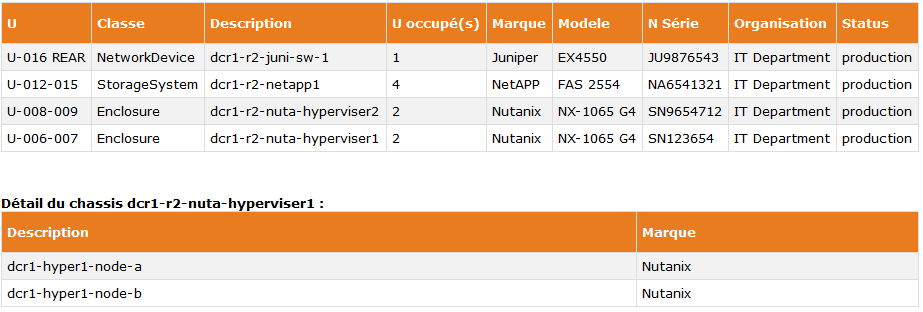 U Classe Description U occupé(s) Marque Modele N Série Organisation Status
U-016 REAR NetworkDevice dcr1-r2-juni-sw-1 1 Juniper EX4550 JU9876543 IT Department production
U-012-015 StorageSystem dcr1-r2-netapp1 4 NetAPP FAS 2554 NA6541321 IT Department production
U-008-009 Enclosure dcr1-r2-nuta-hyperviser2 2 Nutanix NX-1065 G4 SN9654712 IT Department production
U-006-007 Enclosure dcr1-r2-nuta-hyperviser1 2 Nutanix NX-1065 G4 SN123654 IT Department production
Détail du chassis dcr1-r2-nuta-hyperviser1 :
Description Marque
dcr1-hyper1-node-a Nutanix
dcr1-hyper1-node-b Nutanix